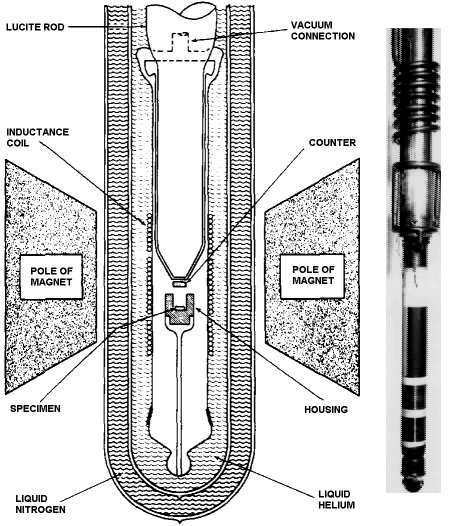 LUCITE ROD
VACUUM
CONNECTION
INDUCTANCE
COIL
COUNTER
POLE OF
MAGNET
POLE OF
MAGNET
SPECIMEN
HOUSING
LIQUID
NITROGEN
LIQUID
HELIUM